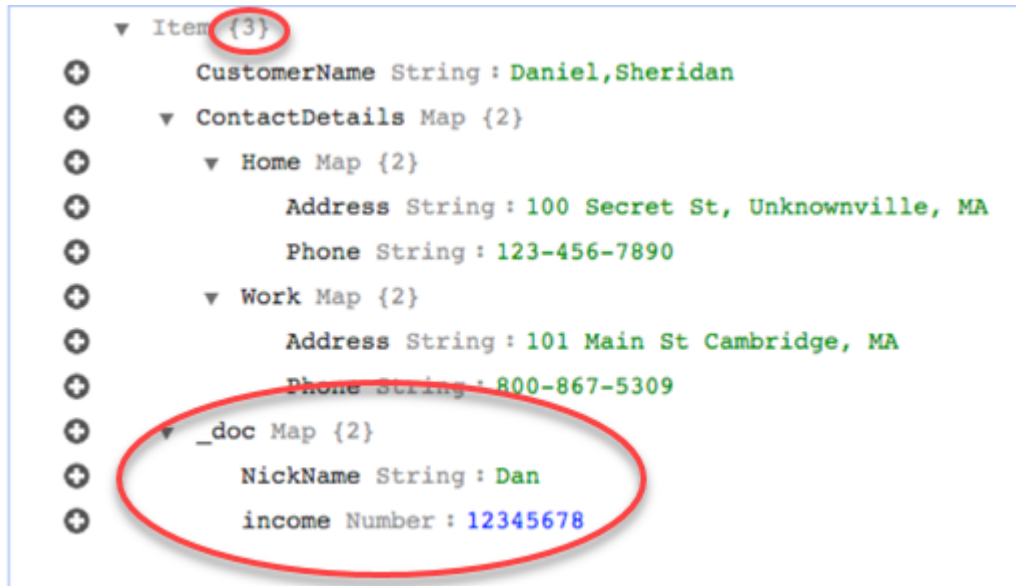 Item {3}
CustomerName String : Daniel,Sheridan
ContactDetails Map {2}
Home Map {2}
Address String : 100 Secret St, Unknownville, MA
Phone String : 123-456-7890
Work Map {2}
Address String : 101 Main St Cambridge, MA
Phone String : 800-867-5309
_doc Map {2}
NickName String : Dan
income Number : 12345678